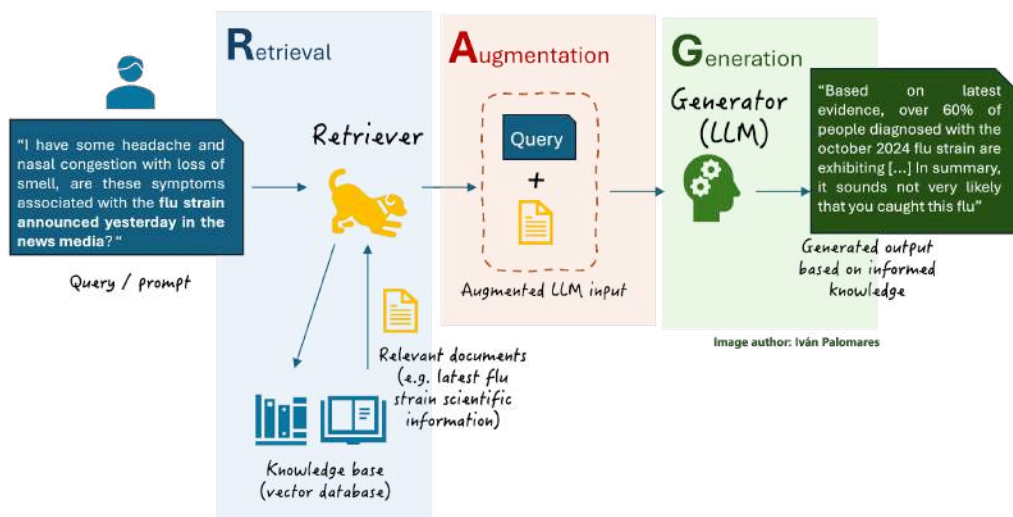 Retrieval
Augmentation
Generation
"I have some headache and
nasal congestion with loss of
smell, are these symptoms
associated with the flu strain
announced yesterday in the
news media? "
Query / prompt
Retriever
Relevant documents
(e.g. latest flu
strain scientific
information)
Knowledge base
(vector database)
Query
+
Augmented LLM input
Generator
(LLM)
"Based on latest
evidence, over 60% of
people diagnosed with the
october 2024 flu strain are
exhibiting [...] In summary,
it sounds not very likely
that you caught this flu"
Generated output
based on informed
knowledge
Image author: Iván Palomares